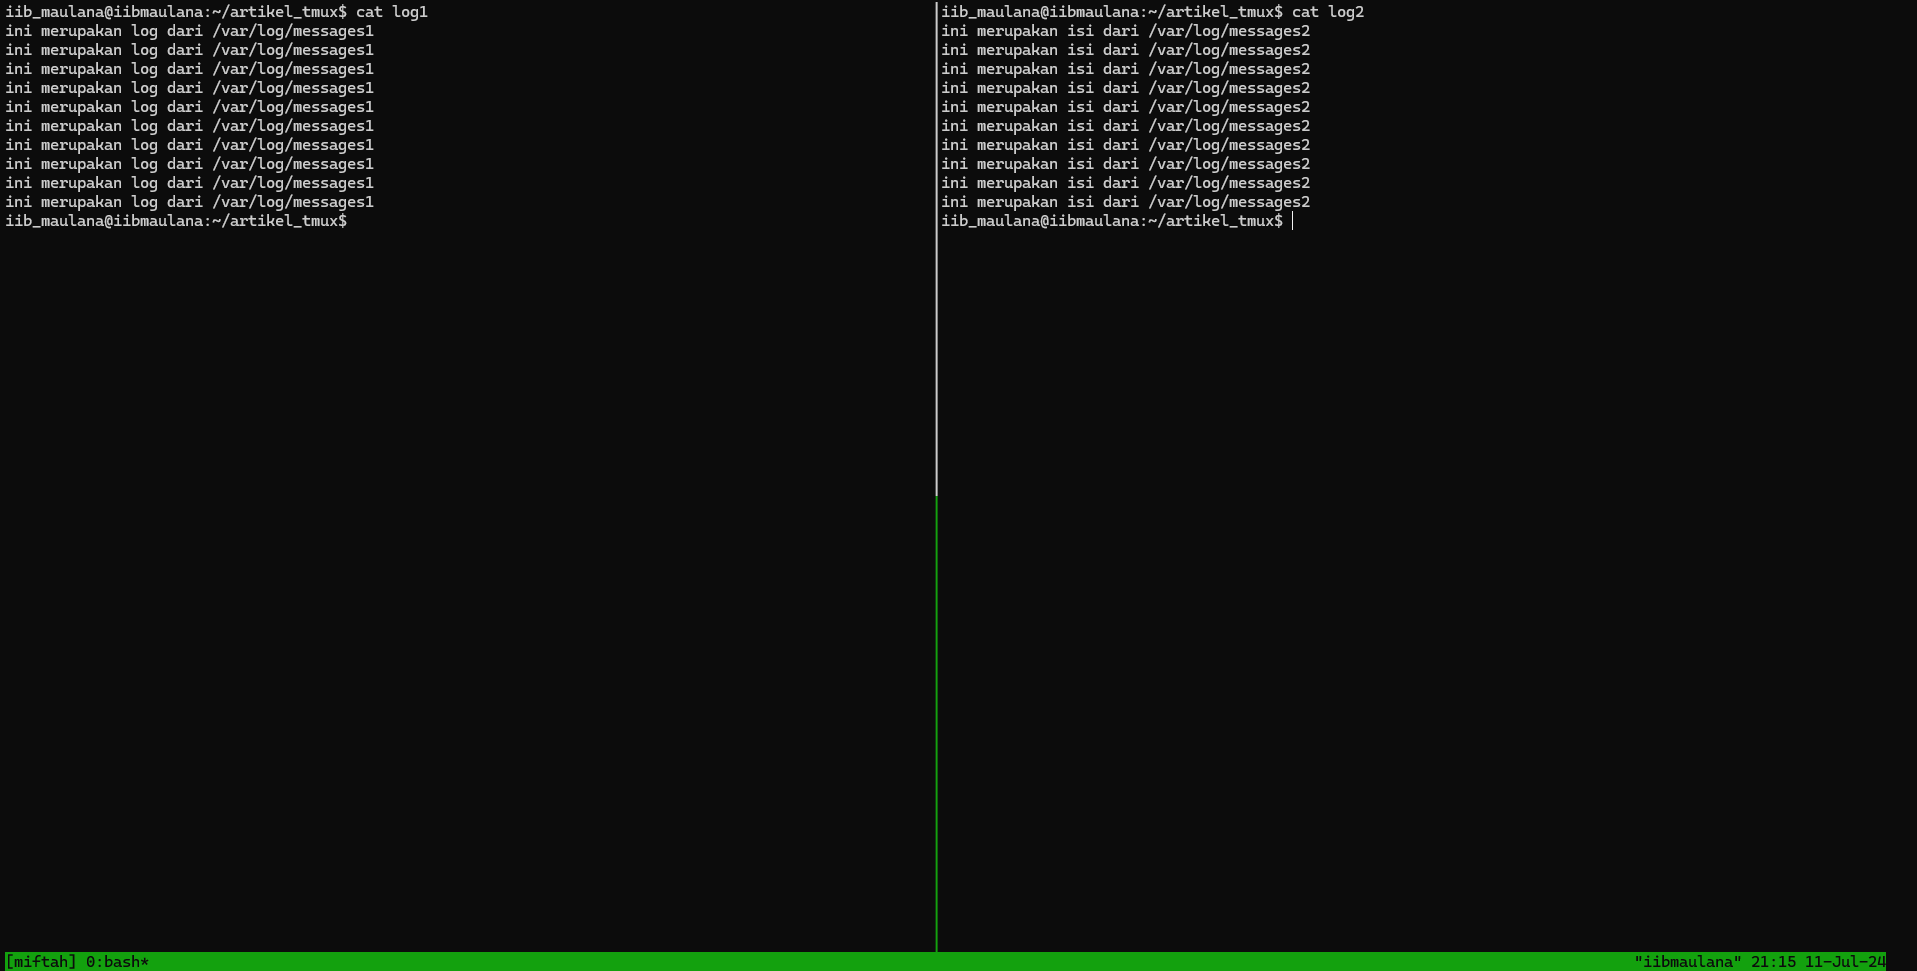 iib_maulana@iibmaulana:~/artikel_tmux$ cat log1
ini merupakan log dari /var/log/messages1
ini merupakan log dari /var/log/messages1
ini merupakan log dari /var/log/messages1
ini merupakan log dari /var/log/messages1
ini merupakan log dari /var/log/messages1
ini merupakan log dari /var/log/messages1
ini merupakan log dari /var/log/messages1
ini merupakan log dari /var/log/messages1
ini merupakan log dari /var/log/messages1
ini merupakan log dari /var/log/messages1
iib_maulana@iibmaulana:~/artikel_tmux$
iib_maulana@iibmaulana:~/artikel_tmux$ cat log2
ini merupakan isi dari /var/log/messages2
ini merupakan isi dari /var/log/messages2
ini merupakan isi dari /var/log/messages2
ini merupakan isi dari /var/log/messages2
ini merupakan isi dari /var/log/messages2
ini merupakan isi dari /var/log/messages2
ini merupakan isi dari /var/log/messages2
ini merupakan isi dari /var/log/messages2
ini merupakan isi dari /var/log/messages2
ini merupakan isi dari /var/log/messages2
iib_maulana@iibmaulana:~/artikel_tmux$
[miftah] 0:bash* "iibmaulana" 21:15 11-Jul-24